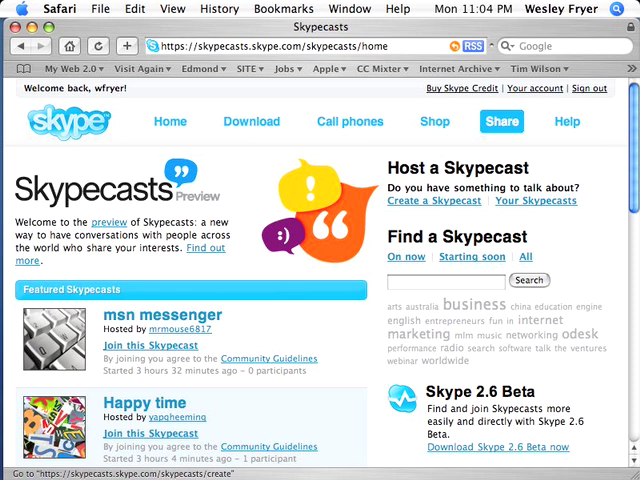 Safari File Edit View History Bookmarks Window Help Mon 11:04 PM Wesley Fryer
Skypecasts
https://skypecasts.skype.com/skypecasts/home RSS Google
My Web 2.0 Visit Again Edmond SITE Jobs Apple CC Mixter Internet Archive Tim Wilson
Welcome back, wfryer! Buy Skype Credit | Your account | Sign out
skype Home Download Call phones Shop Share Help
Skypecasts Preview
Welcome to the preview of Skypecasts: a new
way to have conversations with people across
the world who share your interests. Find out
more.
! “ :)
Host a Skypecast
Do you have something to talk about?
Create a Skypecast | Your Skypecasts
Find a Skypecast
On now | Starting soon | All
Search
arts australia business china education engine
english entrepreneurs fun in internet
marketing mlm music networking odesk
performance radio search software talk the ventures
webinar worldwide
Skype 2.6 Beta
Find and join Skypecasts more
easily and directly with Skype 2.6
Beta.
Download Skype 2.6 Beta now
Featured Skypecasts
msn messenger
Hosted by mrmouse6817
Join this Skypecast
By joining you agree to the Community Guidelines
Started 3 hours 32 minutes ago - 0 participants
Happy time
Hosted by yapqheeming
Join this Skypecast
By joining you agree to the Community Guidelines
Started 3 hours 4 minutes ago - 1 participant
Go to "https://skypecasts.skype.com/skypecasts/create"